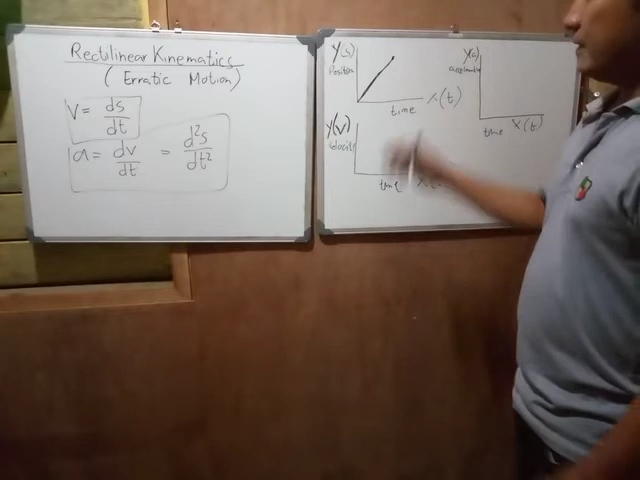 Rectilinear Kinematics
( Erratic Motion)
V = ds/dt
a = dv/dt = d²s/dt²
Y(s)
Position
time X(t)
Y(a)
acceleration
time X(t)
Y(V)
Velocity
time